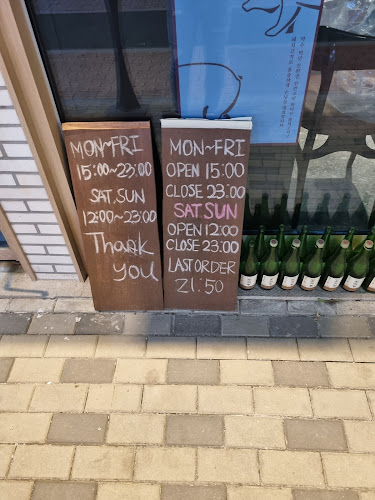 MON~FRI
15:00~23:00
SAT,SUN
12:00~23:00
Thank
you
MON~FRI
OPEN 15:00
CLOSE 23:00
SAT.SUN
OPEN 12:00
CLOSE 23:00
LAST ORDER
21:50